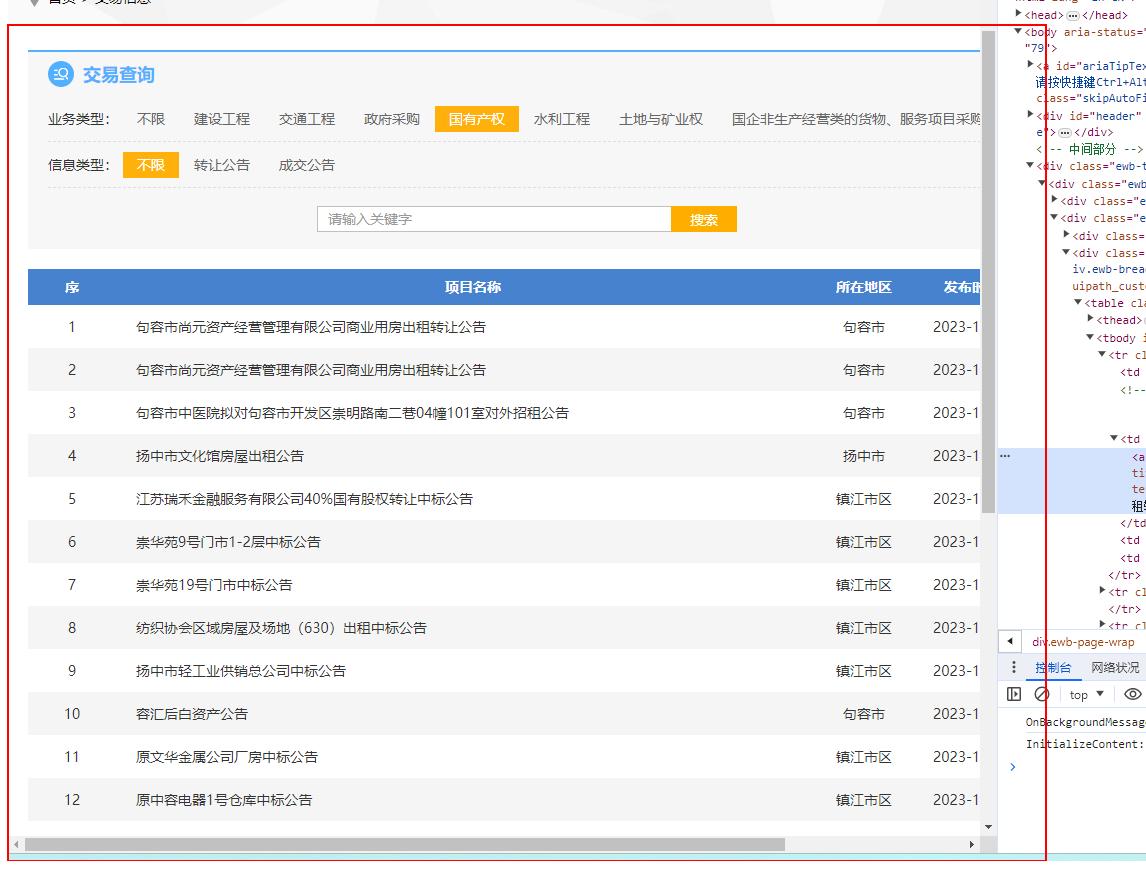 首页 > 交易信息
交易查询
业务类型： 不限 建设工程 交通工程 政府采购 国有产权 水利工程 土地与矿业权 国企非生产经营类的货物、服务项目采购
信息类型： 不限 转让公告 成交公告
请输入关键字 搜索
序 项目名称 所在地区 发布时
1 句容市尚元资产经营管理有限公司商业用房出租转让公告 句容市 2023-1
2 句容市尚元资产经营管理有限公司商业用房出租转让公告 句容市 2023-1
3 句容市中医院拟对句容市开发区崇明路南二巷04幢101室对外招租公告 句容市 2023-1
4 扬中市文化馆房屋出租公告 扬中市 2023-1
5 江苏瑞禾金融服务有限公司40%国有股权转让中标公告 镇江市区 2023-1
6 崇华苑9号门市1-2层中标公告 镇江市区 2023-1
7 崇华苑19号门市中标公告 镇江市区 2023-1
8 纺织协会区域房屋及场地（630）出租中标公告 镇江市区 2023-1
9 扬中市轻工业供销总公司中标公告 镇江市区 2023-1
10 容汇后白资产公告 句容市 2023-1
11 原文华金属公司厂房中标公告 镇江市区 2023-1
12 原中容电器1号仓库中标公告 镇江市区 2023-1
<head> ··· </head>
<body aria-status="
"79">
<a id="ariaTipTex
请按快捷键Ctrl+Alt
class="skipAutoFi
<div id="header"
e"> ··· </div>
<!-- 中间部分 -->
<div class="ewb-t
<div class="ewb
<div class="e
<div class="e
<div class=
<div class=
iv.ewb-brea
uipath_custo
<table cla
<thead>
<tbody i
<tr cl
<td
<!--
<td
<a
ti
te
租转
</td
<td
<td
</tr>
<tr cl
</tr>
<tr cl
div.ewb-page-wrap
控制台 网络状况
top
OnBackgroundMessag
InitializeContent:
>